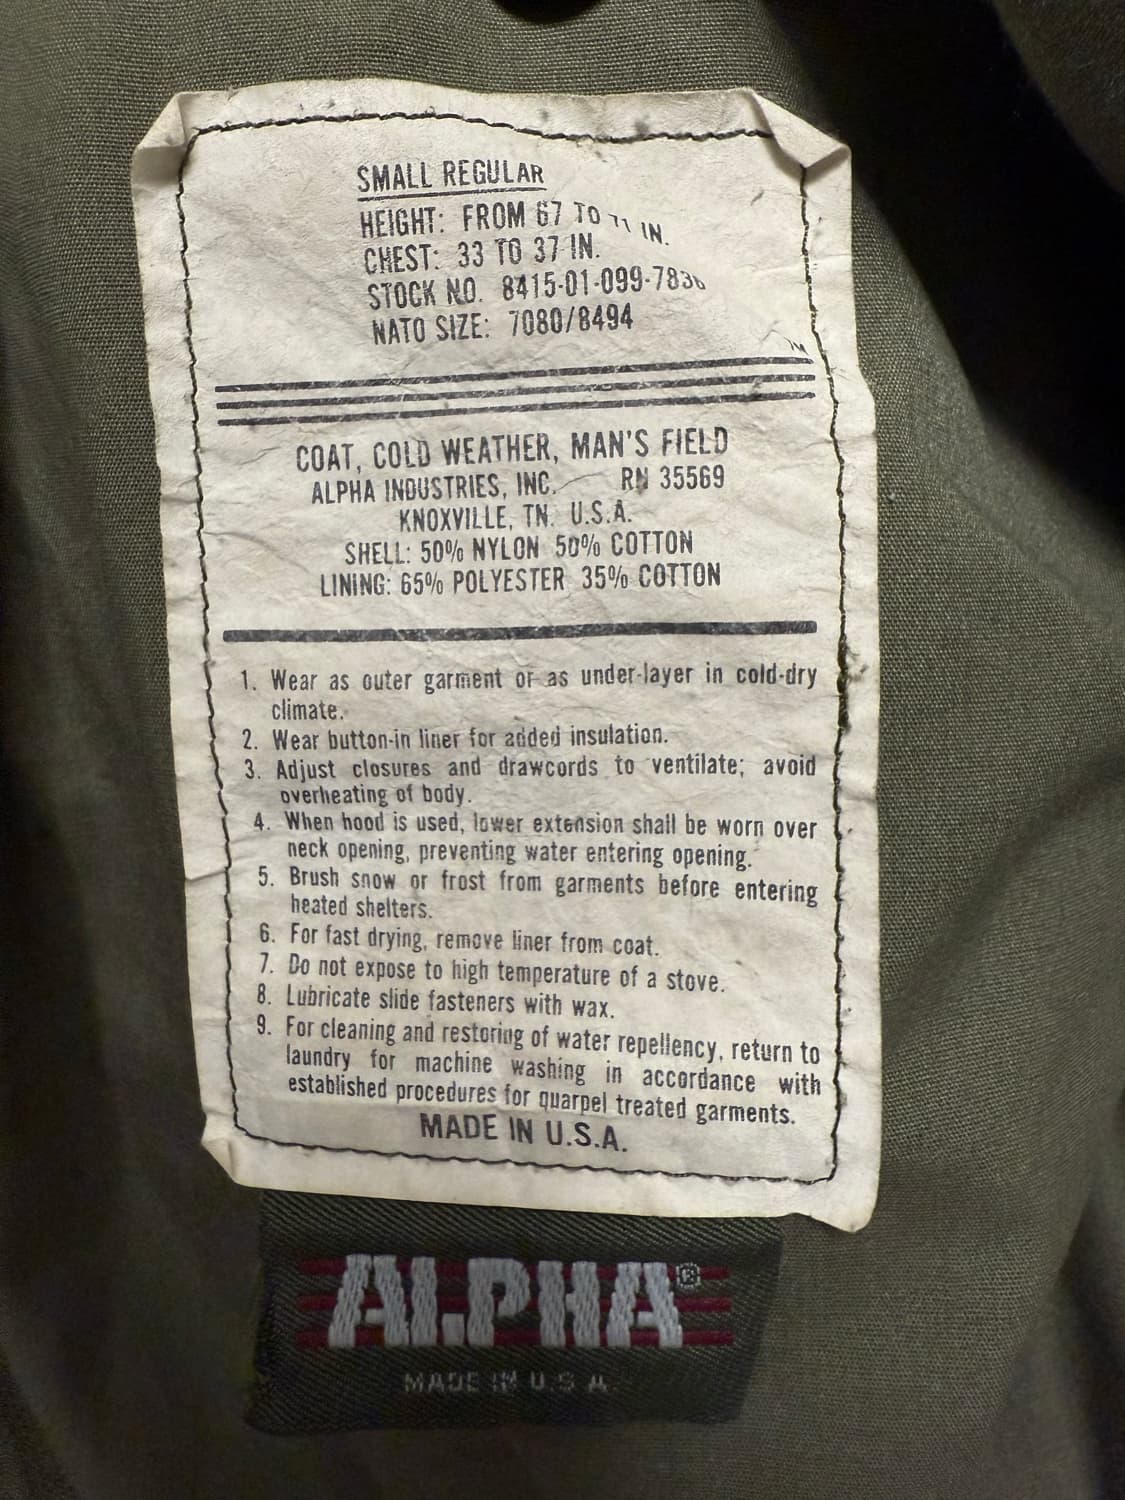 SMALL REGULAR
HEIGHT: FROM 67 TO 71 IN.
CHEST: 33 TO 37 IN.
STOCK NO. 8415-01-099-7836
NATO SIZE: 7080/8494
COAT, COLD WEATHER, MAN'S FIELD
ALPHA INDUSTRIES, INC. RN 35569
KNOXVILLE, TN. U.S.A.
SHELL: 50% NYLON 50% COTTON
LINING: 65% POLYESTER 35% COTTON
1. Wear as outer garment or as under-layer in cold-dry
climate.
2. Wear button-in liner for added insulation.
3. Adjust closures and drawcords to ventilate; avoid
overheating of body.
4. When hood is used, lower extension shall be worn over
neck opening, preventing water entering opening.
5. Brush snow or frost from garments before entering
heated shelters.
6. For fast drying, remove liner from coat.
7. Do not expose to high temperature of a stove.
8. Lubricate slide fasteners with wax.
9. For cleaning and restoring of water repellency, return to
laundry for machine washing in accordance with
established procedures for quarpel treated garments.
MADE IN U.S.A.
ALPHA®
MADE IN U.S.A.